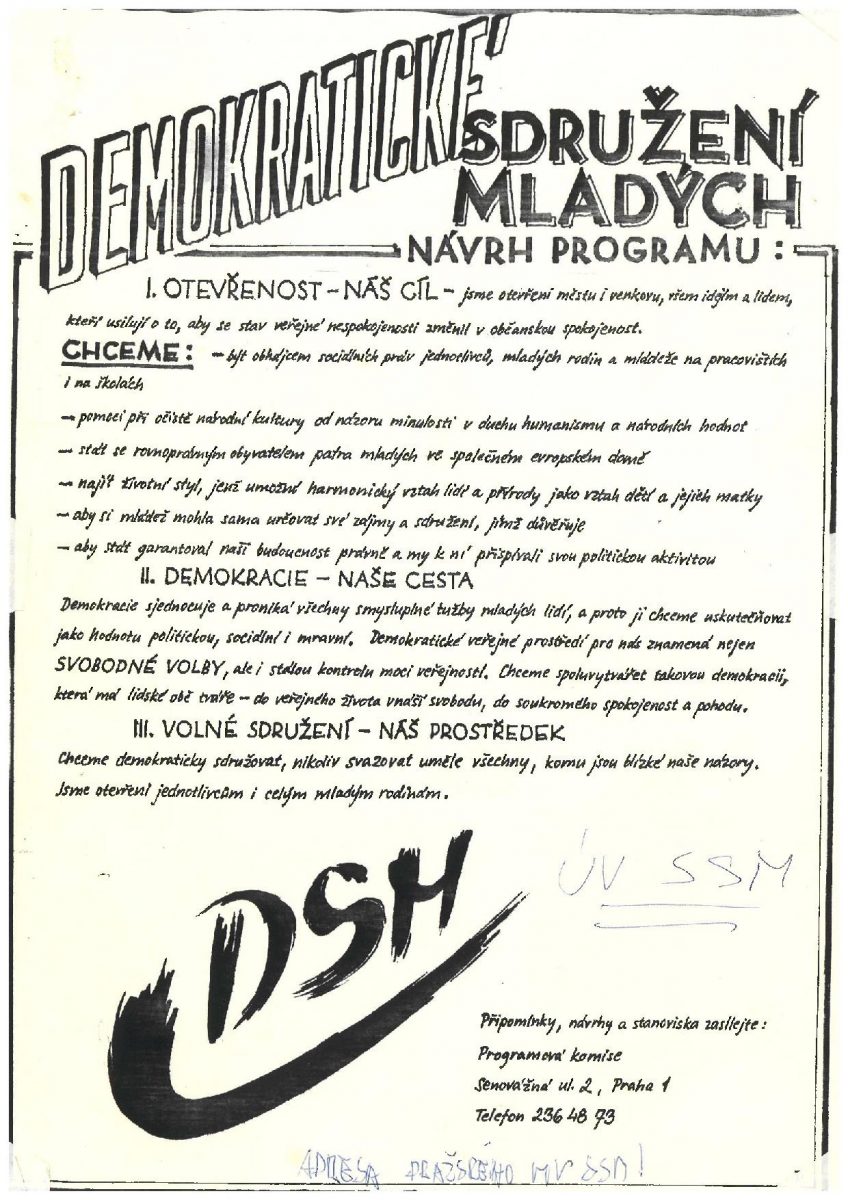 DEMOKRATICKÉ
SDRUŽENÍ
MLADÝCH
NÁVRH PROGRAMU :
I. OTEVŘENOST – NÁŠ CÍL – jsme otevření městu i venkovu, všem idejím a lidem,
kteří usilují o to, aby se stav veřejné nespokojenosti změnil v občanskou spokojenost.
CHCEME: – být obhájcem sociálních práv jednotlivců, mladých rodin a mládeže na pracovištích
i na školách
– pomoci při očistě národní kultury od nánosu minulosti v duchu humanismu a národních hodnot
– stát se rovnoprávným obyvatelem patra mladých ve společném evropském domě
– najít životní styl, jenž umožní harmonický vztah lidí a přírody jako vztah dětí a jejich matky
– aby si mládež mohla sama určovat své zájmy a sdružení, jimž důvěřuje
– aby stát garantoval naši budoucnost právně a my k ní přispívali svou politickou aktivitou
II. DEMOKRACIE – NAŠE CESTA
Demokracie sjednocuje a proniká všechny smysluplné tužby mladých lidí, a proto ji chceme uskutečňovat
jako hodnotu politickou, sociální i mravní. Demokratické veřejné prostředí pro nás znamená nejen
SVOBODNÉ VOLBY, ale i stálou kontrolu moci veřejností. Chceme spoluvytvářet takovou demokracii,
která má lidské obě tváře – do veřejného života vnáší svobodu, do soukromého spokojenost a pohodu.
III. VOLNÉ SDRUŽENÍ – NÁŠ PROSTŘEDEK
Chceme demokraticky sdružovat, nikoliv svazovat uměle všechny, komu jsou blízké naše názory.
Jsme otevření jednotlivcům i celým mladým rodinám.
DSM
ÚV SSM
Připomínky, návrhy a stanoviska zasílejte :
Programová komise
Senovážná ul. 2, Praha 1
Telefon 236 48 73
ADRESA PRAŽSKÉHO MV SSM!